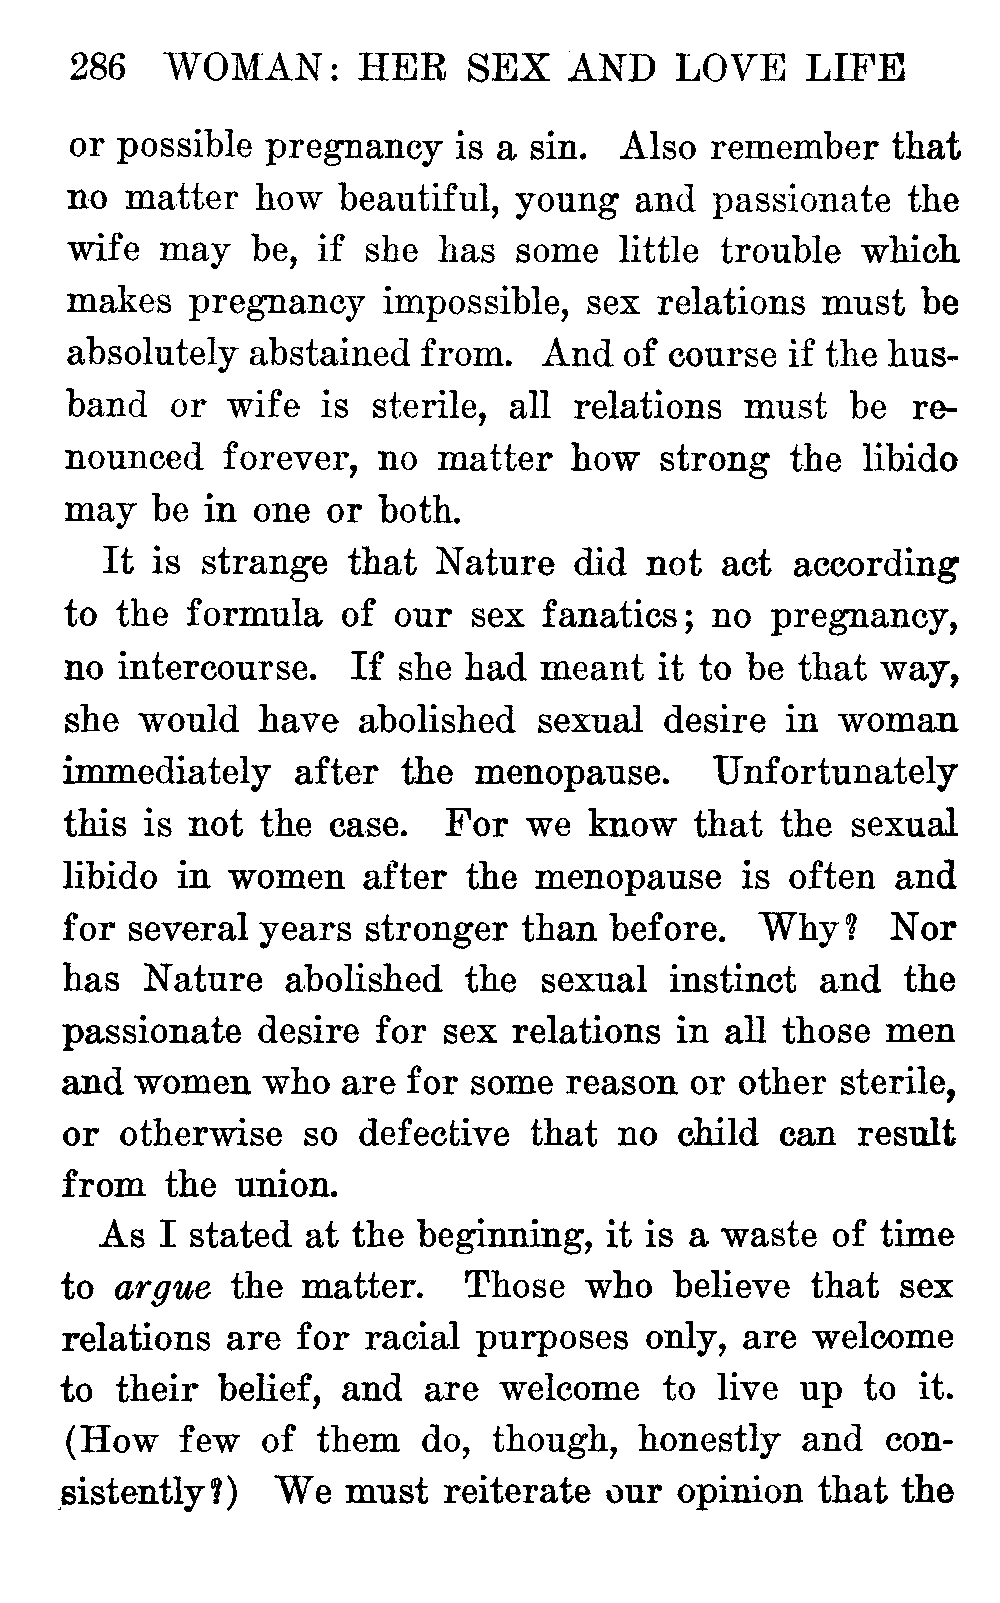 286 WOMAN: HER SEX AND LOVE LIFE
or possible pregnancy is a sin. Also remember that
no matter how beautiful, young and passionate the
wife may be, if she has some little trouble which
makes pregnancy impossible, sex relations must be
absolutely abstained from. And of course if the hus-
band or wife is sterile, all relations must be re-
nounced forever, no matter how strong the libido
may be in one or both.
It is strange that Nature did not act according
to the formula of our sex fanatics; no pregnancy,
no intercourse. If she had meant it to be that way,
she would have abolished sexual desire in woman
immediately after the menopause. Unfortunately
this is not the case. For we know that the sexual
libido in women after the menopause is often and
for several years stronger than before. Why? Nor
has Nature abolished the sexual instinct and the
passionate desire for sex relations in all those men
and women who are for some reason or other sterile,
or otherwise so defective that no child can result
from the union.
As I stated at the beginning, it is a waste of time
to argue the matter. Those who believe that sex
relations are for racial purposes only, are welcome
to their belief, and are welcome to live up to it.
(How few of them do, though, honestly and con-
sistently?) We must reiterate our opinion that the